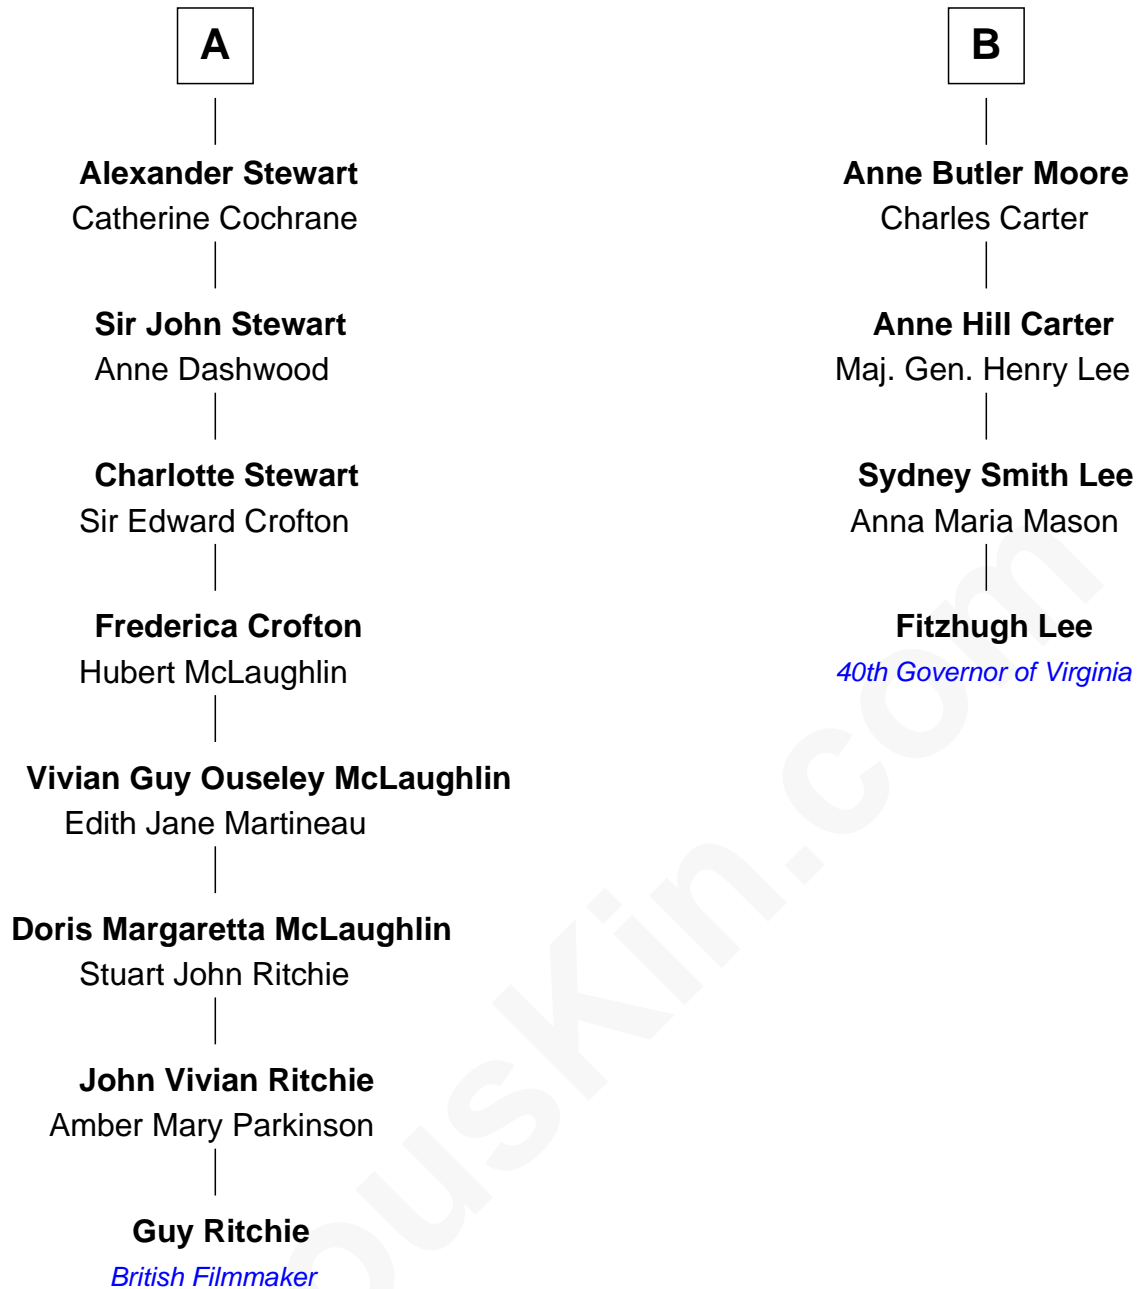 A
Alexander Stewart
Catherine Cochrane
Sir John Stewart
Anne Dashwood
Charlotte Stewart
Sir Edward Crofton
Frederica Crofton
Hubert McLaughlin
Vivian Guy Ouseley McLaughlin
Edith Jane Martineau
Doris Margaretta McLaughlin
Stuart John Ritchie
John Vivian Ritchie
Amber Mary Parkinson
Guy Ritchie
British Filmmaker
B
Anne Butler Moore
Charles Carter
Anne Hill Carter
Maj. Gen. Henry Lee
Sydney Smith Lee
Anna Maria Mason
Fitzhugh Lee
40th Governor of Virginia
ousKin.com